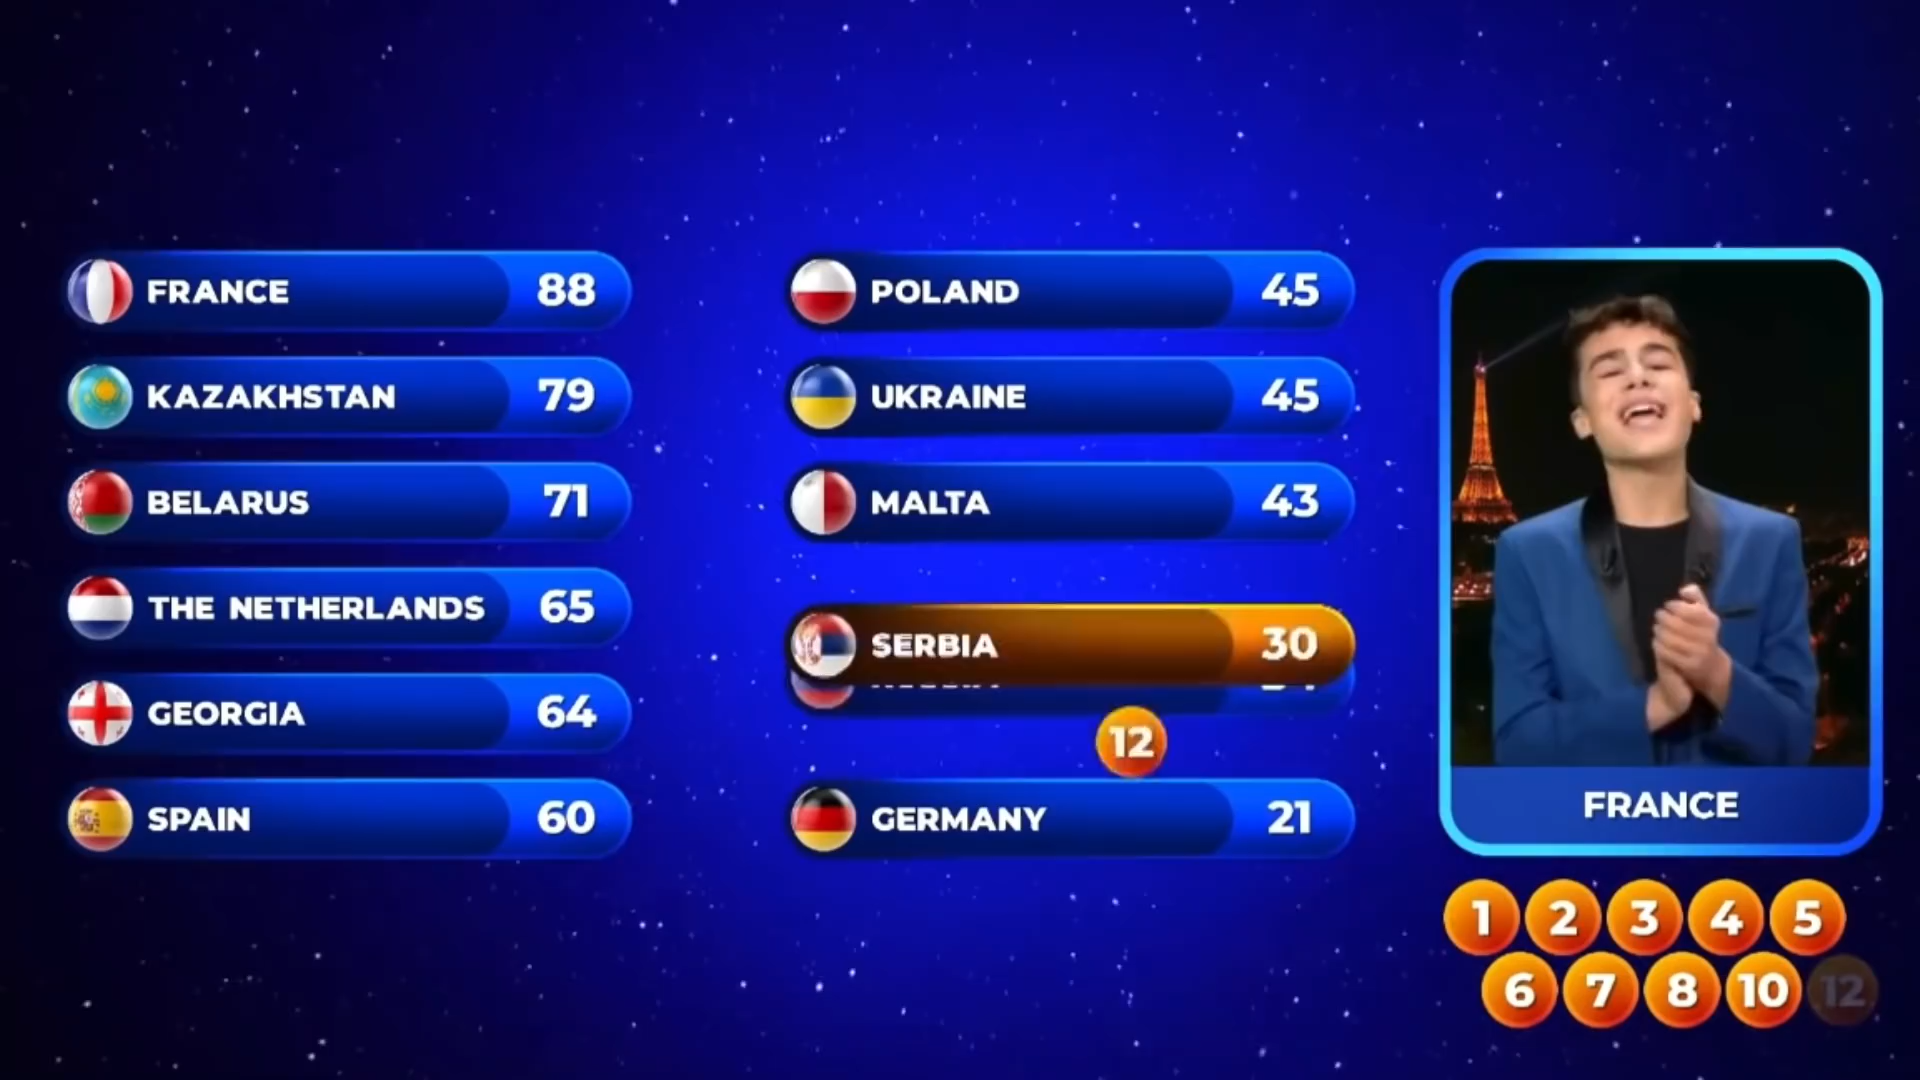 FRANCE 88
KAZAKHSTAN 79
BELARUS 71
THE NETHERLANDS 65
GEORGIA 64
SPAIN 60
POLAND 45
UKRAINE 45
MALTA 43
SERBIA 30
12
GERMANY 21
FRANCE
1 2 3 4 5
6 7 8 10 12